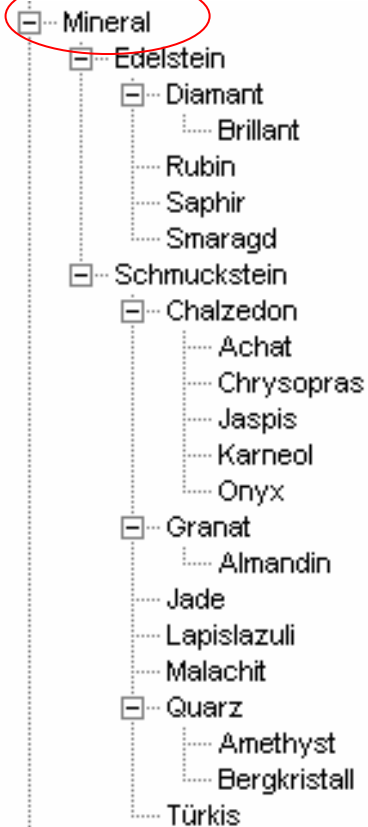 Mineral
Edelstein
Diamant
Brillant
Rubin
Saphir
Smaragd
Schmuckstein
Chalzedon
Achat
Chrysopras
Jaspis
Karneol
Onyx
Granat
Almandin
Jade
Lapislazuli
Malachit
Quarz
Amethyst
Bergkristall
Türkis